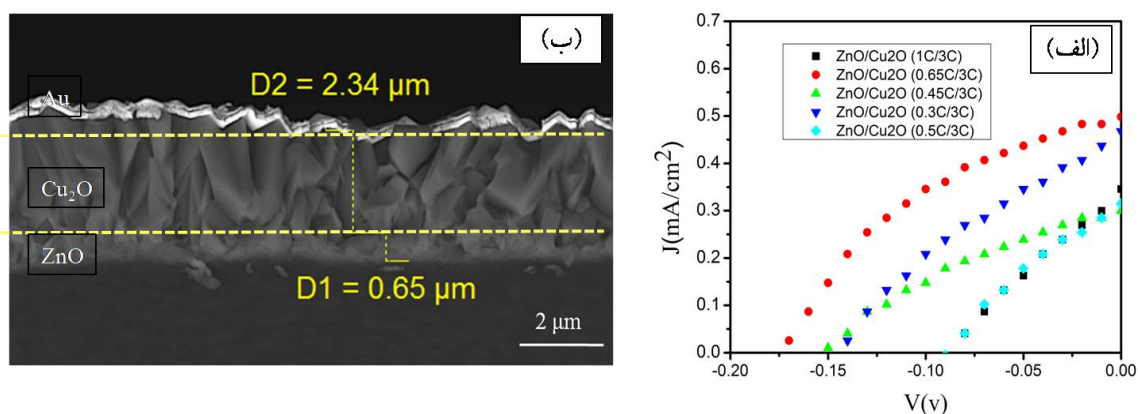 (ب)
D2 = 2.34 µm
Au
Cu₂O
ZnO
D1 = 0.65 µm
2 µm
(الف)
ZnO/Cu2O (1C/3C)
ZnO/Cu2O (0.65C/3C)
ZnO/Cu2O (0.45C/3C)
ZnO/Cu2O (0.3C/3C)
ZnO/Cu2O (0.5C/3C)
J(mA/cm²)
0.7
0.6
0.5
0.4
0.3
0.2
0.1
0.0
-0.20
-0.15
-0.10
-0.05
0.00
V(v)